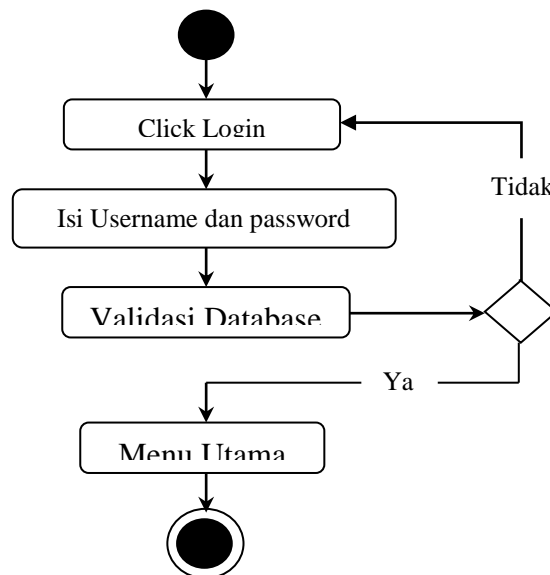 Click Login
Tidak
Isi Username dan password
Validasi Database
Ya
Menu Utama